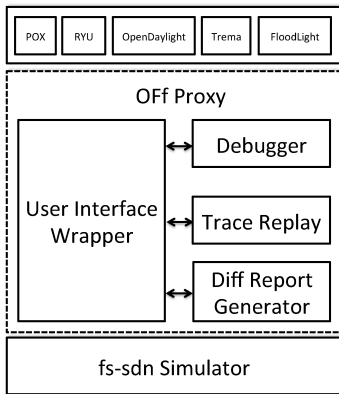 POX RYU OpenDaylight Trema FloodLight
OFf Proxy
User Interface
Wrapper
Debugger
Trace Replay
Diff Report
Generator
fs-sdn Simulator